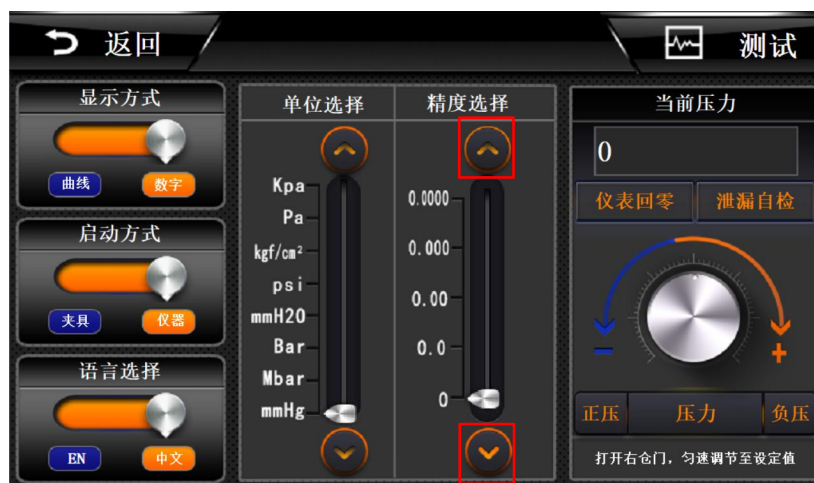 返回
测试
显示方式
曲线 数字
启动方式
夹具 仪器
语言选择
EN 中文
单位选择
Kpa
Pa
kgf/cm²
psi
mmH2O
Bar
Mbar
mmHg
精度选择
0.0000
0.000
0.00
0.0
0
当前压力
0
仪表回零 泄漏自检
− +
正压 压力 负压
打开右仓门，匀速调节至设定值